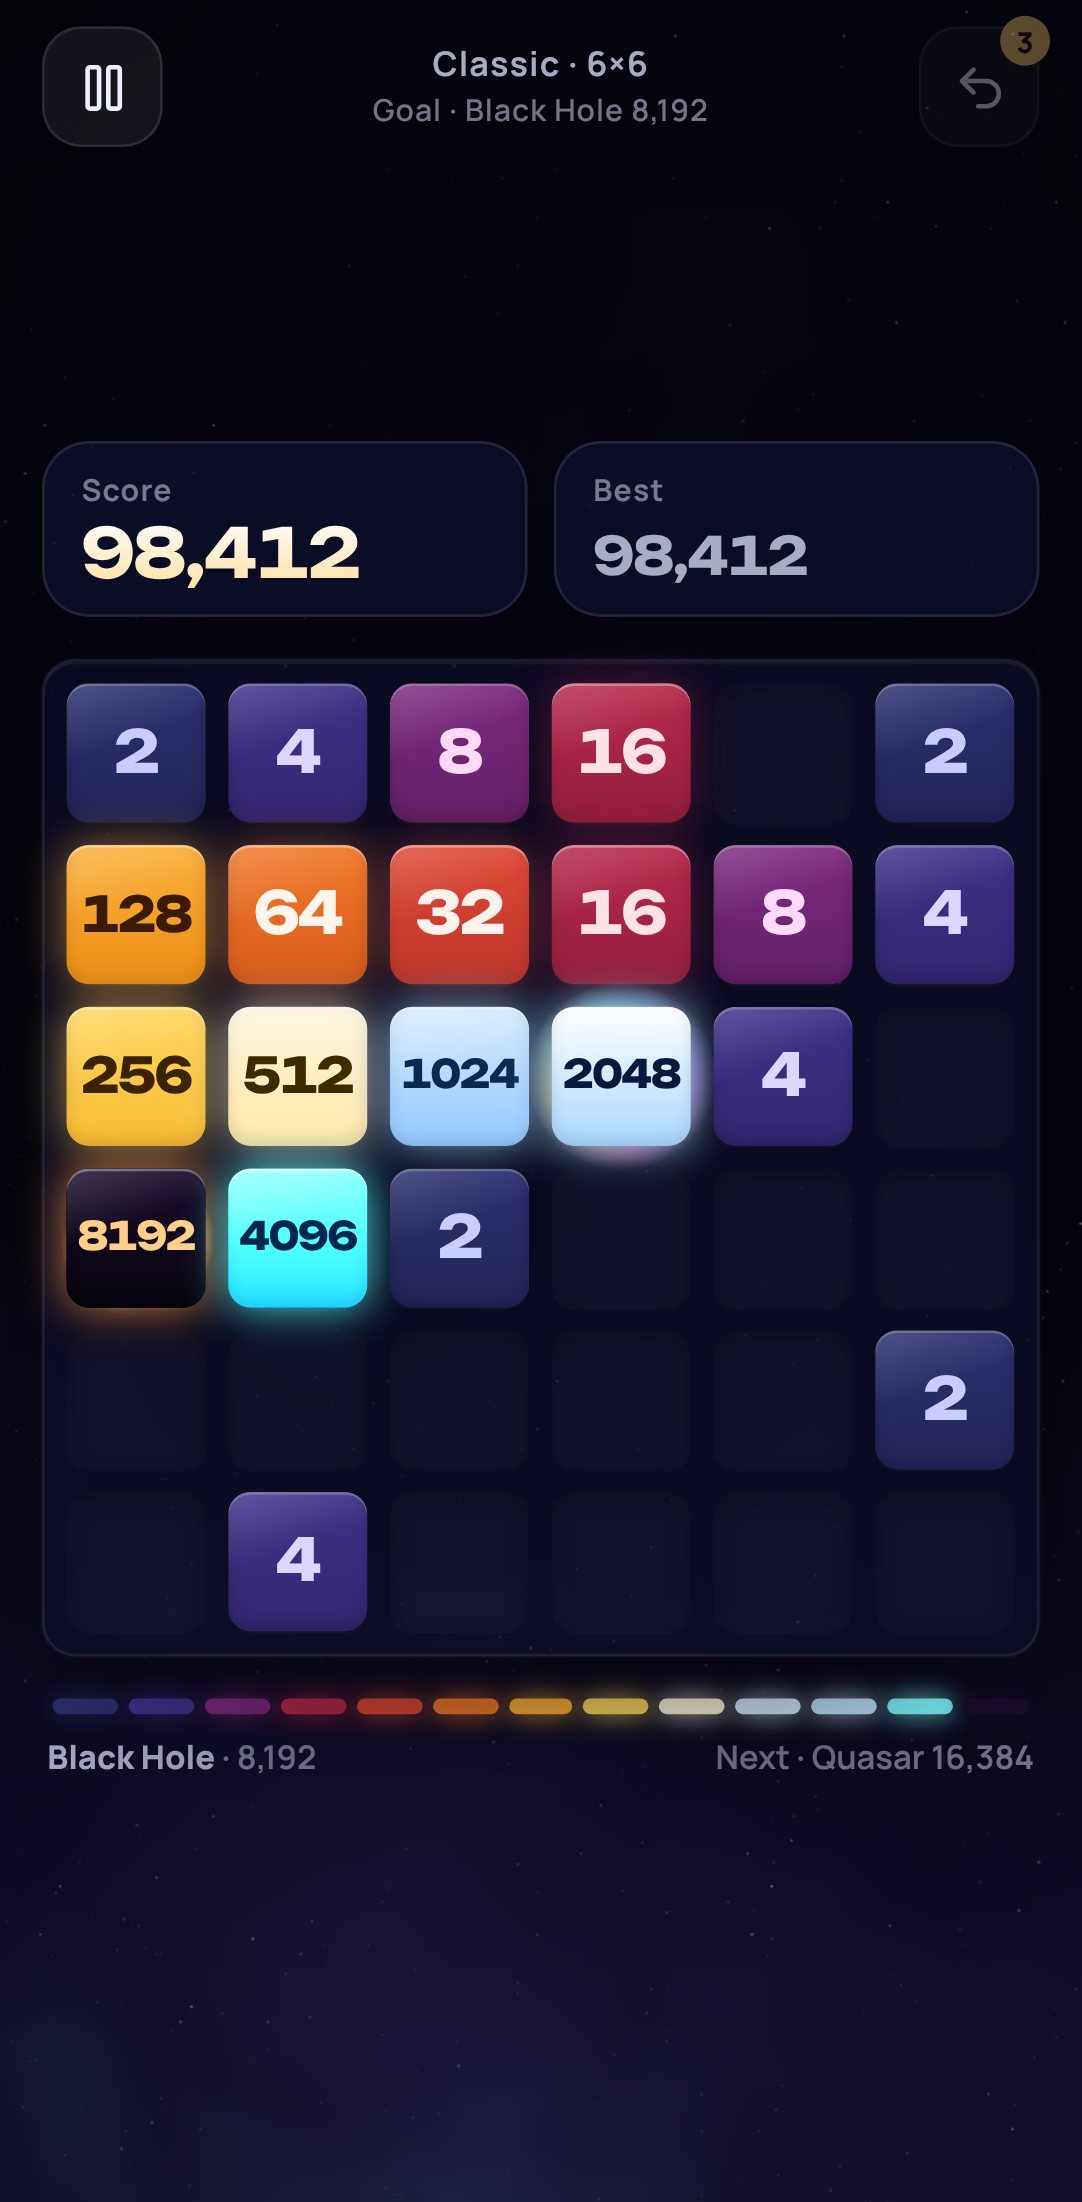 Classic · 6×6
3
Goal · Black Hole 8,192
Score
98,412
Best
98,412
2 4 8 16 2
128 64 32 16 8 4
256 512 1024 2048 4
8192 4096 2
2
4
Black Hole · 8,192
Next · Quasar 16,384